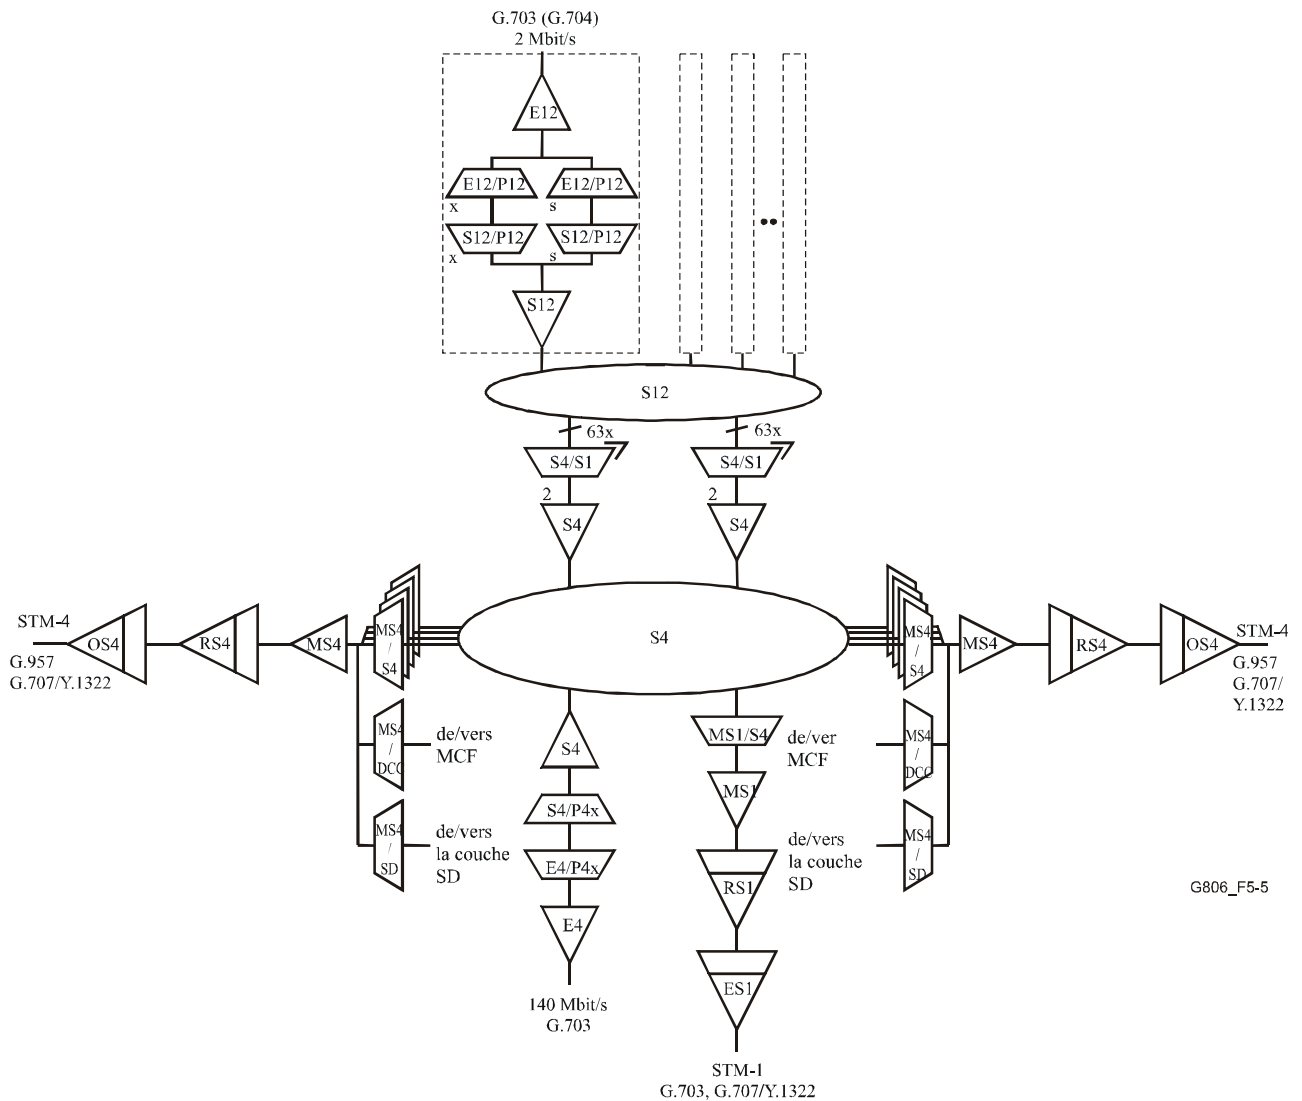 G.703 (G.704)
2 Mbit/s
E12
E12/P12
E12/P12
x
s
S12/P12
S12/P12
x
s
S12
••
S12
63x
63x
S4/S1
S4/S1
2
2
S4
S4
STM-4
G.957
G.707/Y.1322
OS4
RS4
MS4
MS4
/
S4
S4
MS4
/
S4
MS4
RS4
OS4
STM-4
G.957
G.707/
Y.1322
MS4
/
DCC
de/vers
MCF
S4
MS1/S4
de/ver
MCF
MS4
/
DCC
S4/P4x
MS1
MS4
/
SD
de/vers
la couche
SD
E4/P4x
RS1
de/vers
la couche
SD
MS4
/
SD
G806_F5-5
E4
ES1
140 Mbit/s
G.703
STM-1
G.703, G.707/Y.1322